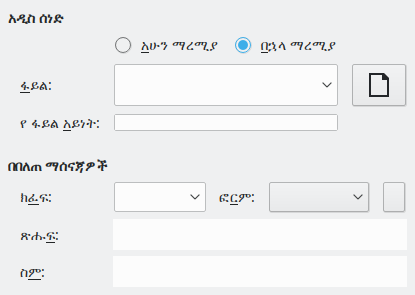 አዲስ ሰነድ
አሁን ማረሚያ በኋላ ማረሚያ
ፋይል:
የ ፋይል አይነት:
በበለጠ ማሰናጃዎች
ክፈፍ: ፎርም:
ጽሑፍ:
ስም: